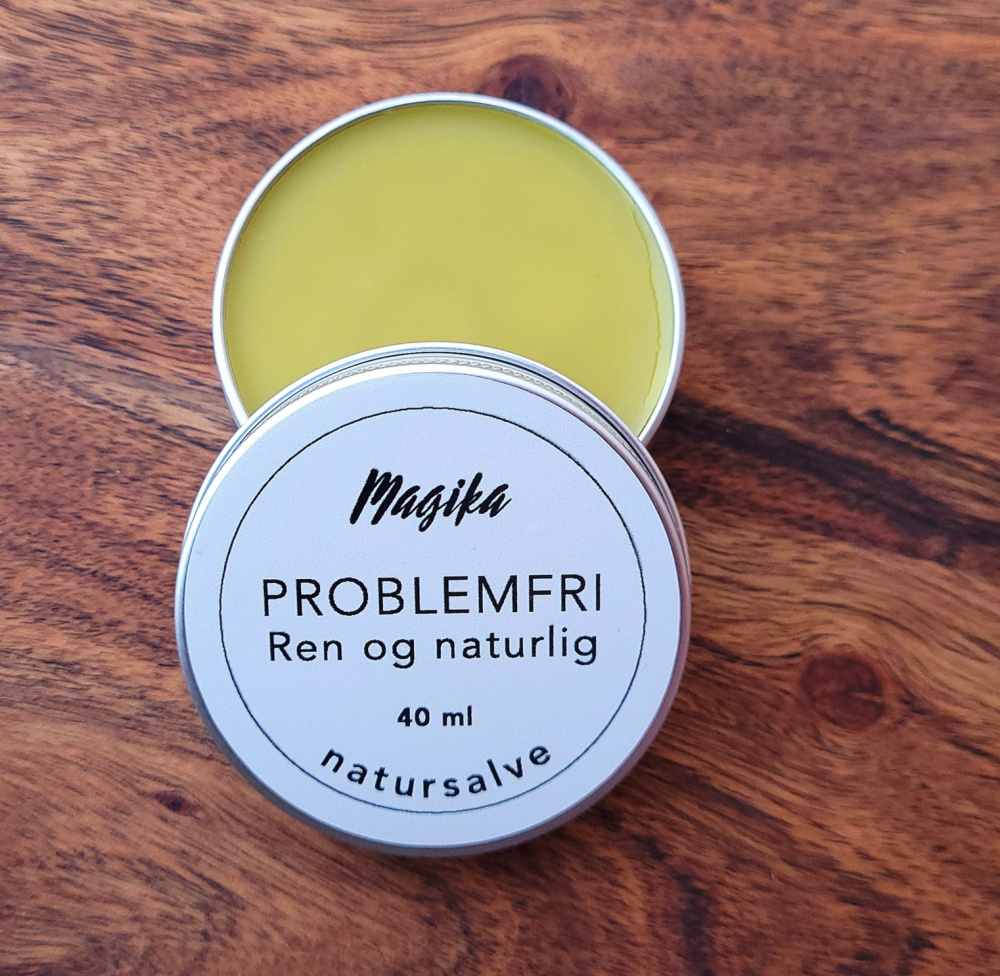 Magika
PROBLEMFRI
Ren og naturlig
40 ml
natursalve